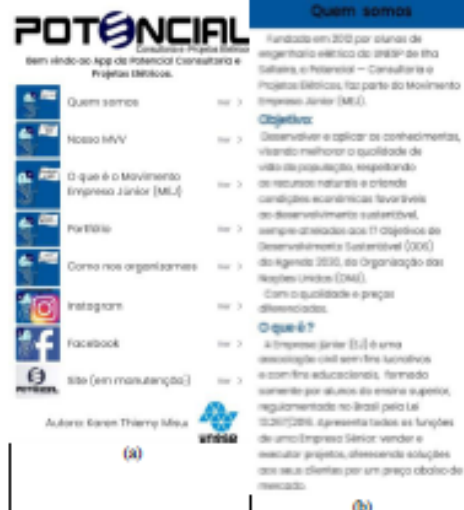 POTENCIAL
Consultoria e Projetos Elétricos
Bem vindo ao App da Potencial Consultoria e
Projetos Elétricos.
Quem somos
Nosso MVV
O que é o Movimento
Empresa Júnior (MEJ)
Portfólio
Como nos organizamos
Instagram
Facebook
Site (em manutenção)
Autora: Karen Thiemy
unesp
(a)
Quem somos
Fundada em 2012 por alunos de
engenharia elétrica da UNESP de Ilha
Solteira, a Potencial — Consultoria e
Projetos Elétricos, faz parte do Movimento
Empresa Júnior (MEJ).
Objetivo:
Desenvolver e aplicar os conhecimentos,
visando melhorar a qualidade de
vida da população, respeitando
os recursos naturais e criando
condições econômicas favoráveis
ao desenvolvimento sustentável,
sempre atrelados aos 17 Objetivos de
Desenvolvimento Sustentável (ODS)
da Agenda 2030, da Organização das
Nações Unidas (ONU).
Com a qualidade e preços
diferenciados.
O que é?
A Empresa Júnior (EJ) é uma
associação civil sem fins lucrativos
e com fins educacionais, formada
somente por alunos do ensino superior,
regulamentada no Brasil pela Lei
13.267/2016. Apresenta todas as funções
de uma Empresa Sênior: vender e
executar projetos, oferecendo soluções
aos seus clientes por um preço abaixo de
mercado.
(b)